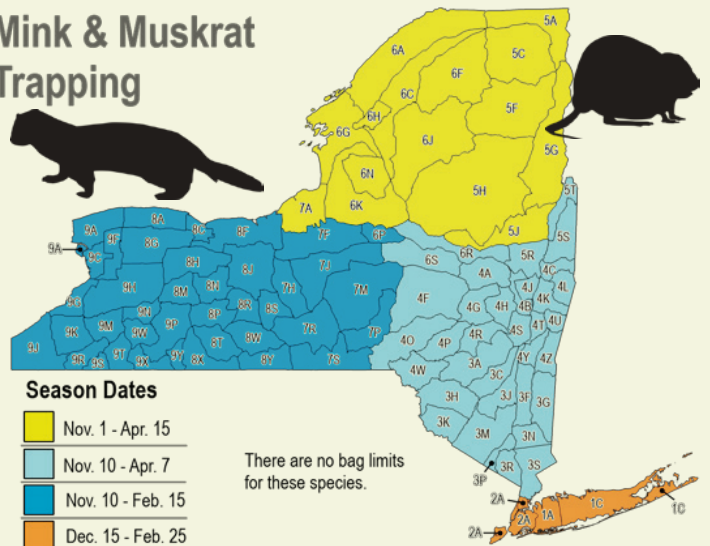 Mink & Muskrat
Trapping
5A
6A
5C
6F
6C
5F
6H
6G
6J
5G
6N
5H
5T
7A
6K
5J
9A
8A
9F
8C
8F
7F
6P
5S
9A
8G
9C
6S
6R
5R
8H
8J
7J
4A
4C
9H
8M
8N
7H
7M
4J
4L
9G
4F
4G
4H
4B
4K
9N
8P
8R
8S
9K
9M
9W
9P
7R
7P
4R
4S
4T
4U
9J
8T
8W
4O
4P
9R
9S
9T
9X
9Y
8X
8Y
7S
4W
3A
4Y
4Z
3C
3H
3J
3F
3G
3K
3M
3N
3P
3R
3S
2A
2A
2A
1A
1C
1C
Season Dates
Nov. 1 - Apr. 15
Nov. 10 - Apr. 7
Nov. 10 - Feb. 15
Dec. 15 - Feb. 25
There are no bag limits
for these species.